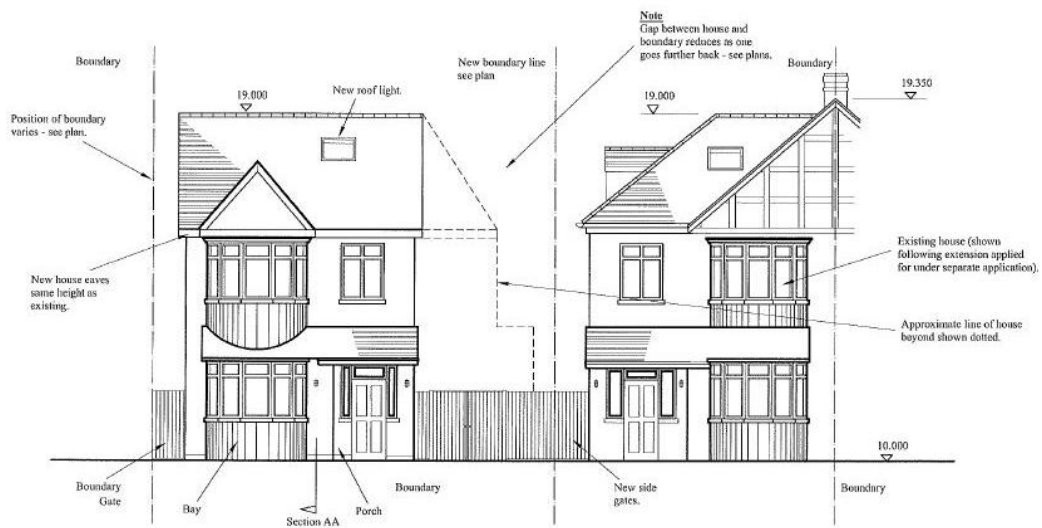 Note
Gap between house and
boundary reduces as one
goes further back - see plans.
Boundary
New boundary line
see plan
Boundary
19.350
New roof light.
19.000
19.000
Position of boundary
varies - see plan.
Existing house (shown
following extension applied
for under separate application).
New house eaves
same height as
existing.
Approximate line of house
beyond shown dotted.
10.000
Boundary
Gate
Bay
Section AA
Porch
Boundary
New side
gates.
Boundary